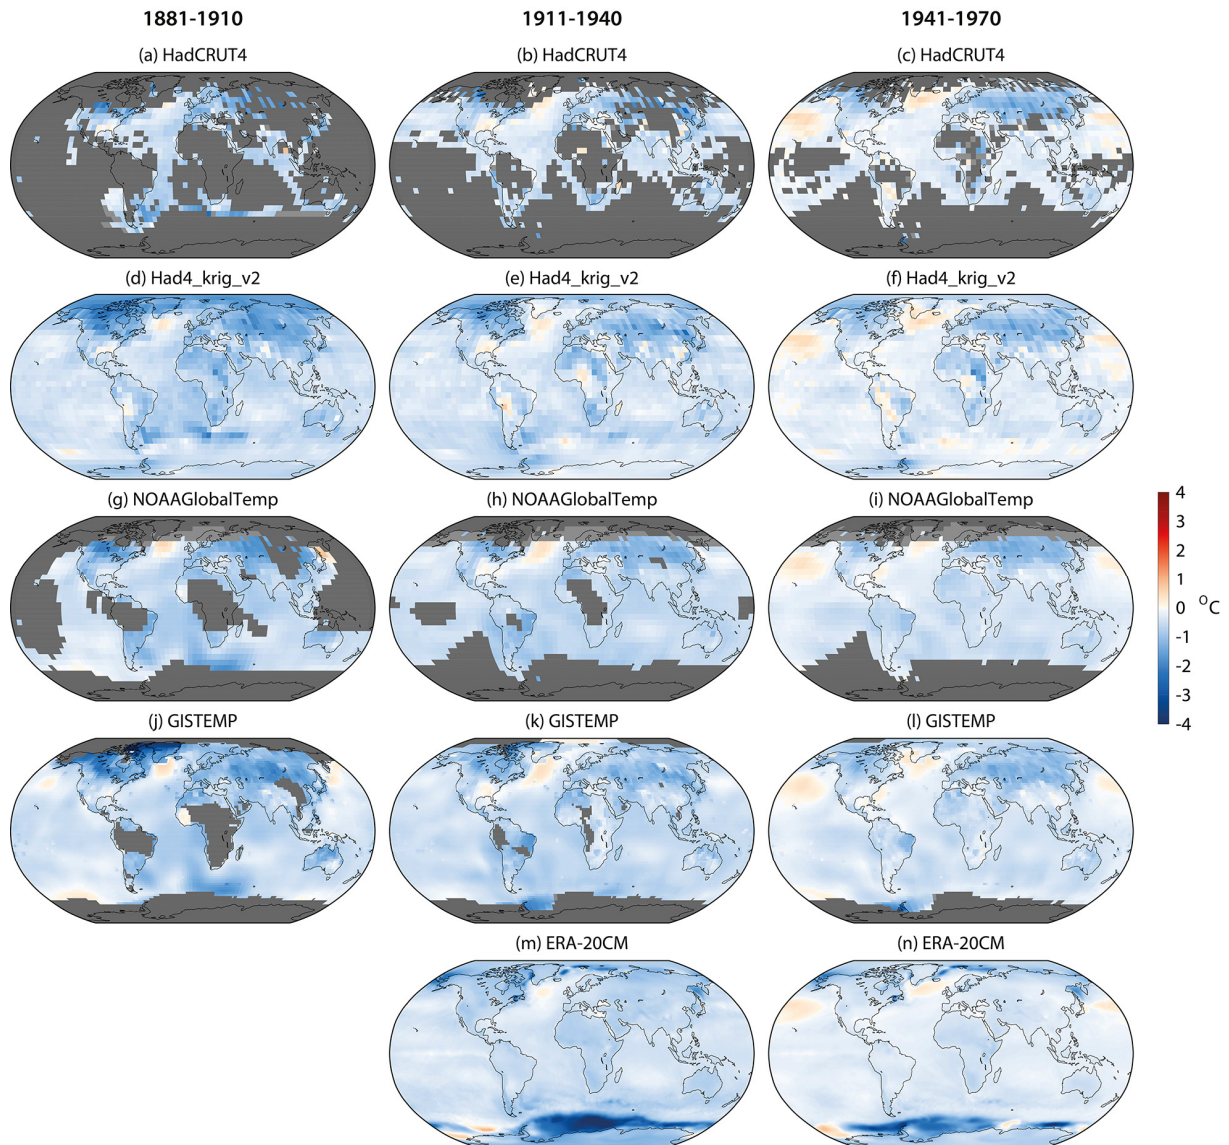 1881-1910 1911-1940 1941-1970
(a) HadCRUT4 (b) HadCRUT4 (c) HadCRUT4
(d) Had4_krig_v2 (e) Had4_krig_v2 (f) Had4_krig_v2
(g) NOAAGlobalTemp (h) NOAAGlobalTemp (i) NOAAGlobalTemp
4
3
2
1
0 °C
-1
-2
-3
-4
(j) GISTEMP (k) GISTEMP (l) GISTEMP
(m) ERA-20CM (n) ERA-20CM